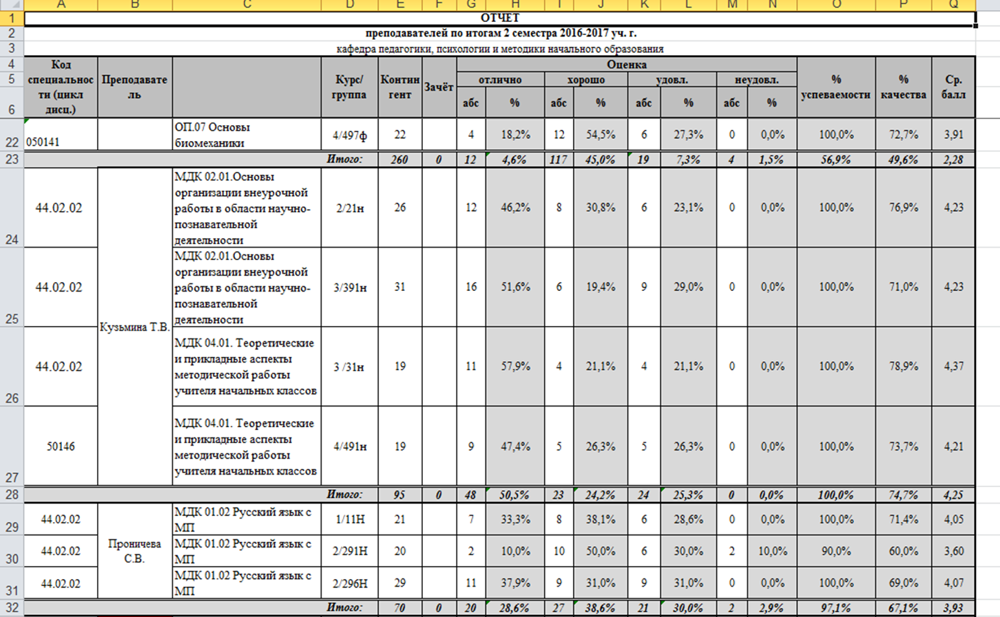 A B C D E F G H I J K L M N O P Q
1 ОТЧЕТ
2 преподавателей по итогам 2 семестра 2016-2017 уч. г.
3 кафедра педагогики, психологии и методики начального образования
4 Код Оценка
5 специальнос Преподавате Курс/ Контин отлично хорошо удовл. неудовл. % % Ср.
ти (цикл ль группа гент Зачёт успеваемости качества балл
6 дисц.) абс % абс % абс % абс %
ОП.07 Основы
22 050141 биомеханики 4/497ф 22 4 18,2% 12 54,5% 6 27,3% 0 0,0% 100,0% 72,7% 3,91
23 Итого: 260 0 12 4,6% 117 45,0% 19 7,3% 4 1,5% 56,9% 49,6% 2,28
МДК 02.01.Основы
организации внеурочной
44.02.02 работы в области научно- 2/21н 26 12 46,2% 8 30,8% 6 23,1% 0 0,0% 100,0% 76,9% 4,23
познавательной
24 деятельности
МДК 02.01.Основы
организации внеурочной
44.02.02 работы в области научно- 3/391н 31 16 51,6% 6 19,4% 9 29,0% 0 0,0% 100,0% 71,0% 4,23
познавательной
25 деятельности
Кузьмина Т.В.
МДК 04.01. Теоретические
и прикладные аспекты
44.02.02 методической работы 3 /31н 19 11 57,9% 4 21,1% 4 21,1% 0 0,0% 100,0% 78,9% 4,37
26 учителя начальных классов
МДК 04.01. Теоретические
и прикладные аспекты
50146 методической работы 4/491н 19 9 47,4% 5 26,3% 5 26,3% 0 0,0% 100,0% 73,7% 4,21
27 учителя начальных классов
28 Итого: 95 0 48 50,5% 23 24,2% 24 25,3% 0 0,0% 100,0% 74,7% 4,25
44.02.02 МДК 01.02 Русский язык с 1/11Н 21 7 33,3% 8 38,1% 6 28,6% 0 0,0% 100,0% 71,4% 4,05
29 МП
Проничева МДК 01.02 Русский язык с
30 44.02.02 С.В. МП 2/291Н 20 2 10,0% 10 50,0% 6 30,0% 2 10,0% 90,0% 60,0% 3,60
44.02.02 МДК 01.02 Русский язык с 2/296Н 29 11 37,9% 9 31,0% 9 31,0% 0 0,0% 100,0% 69,0% 4,07
31 МП
32 Итого: 70 0 20 28,6% 27 38,6% 21 30,0% 2 2,9% 97,1% 67,1% 3,93